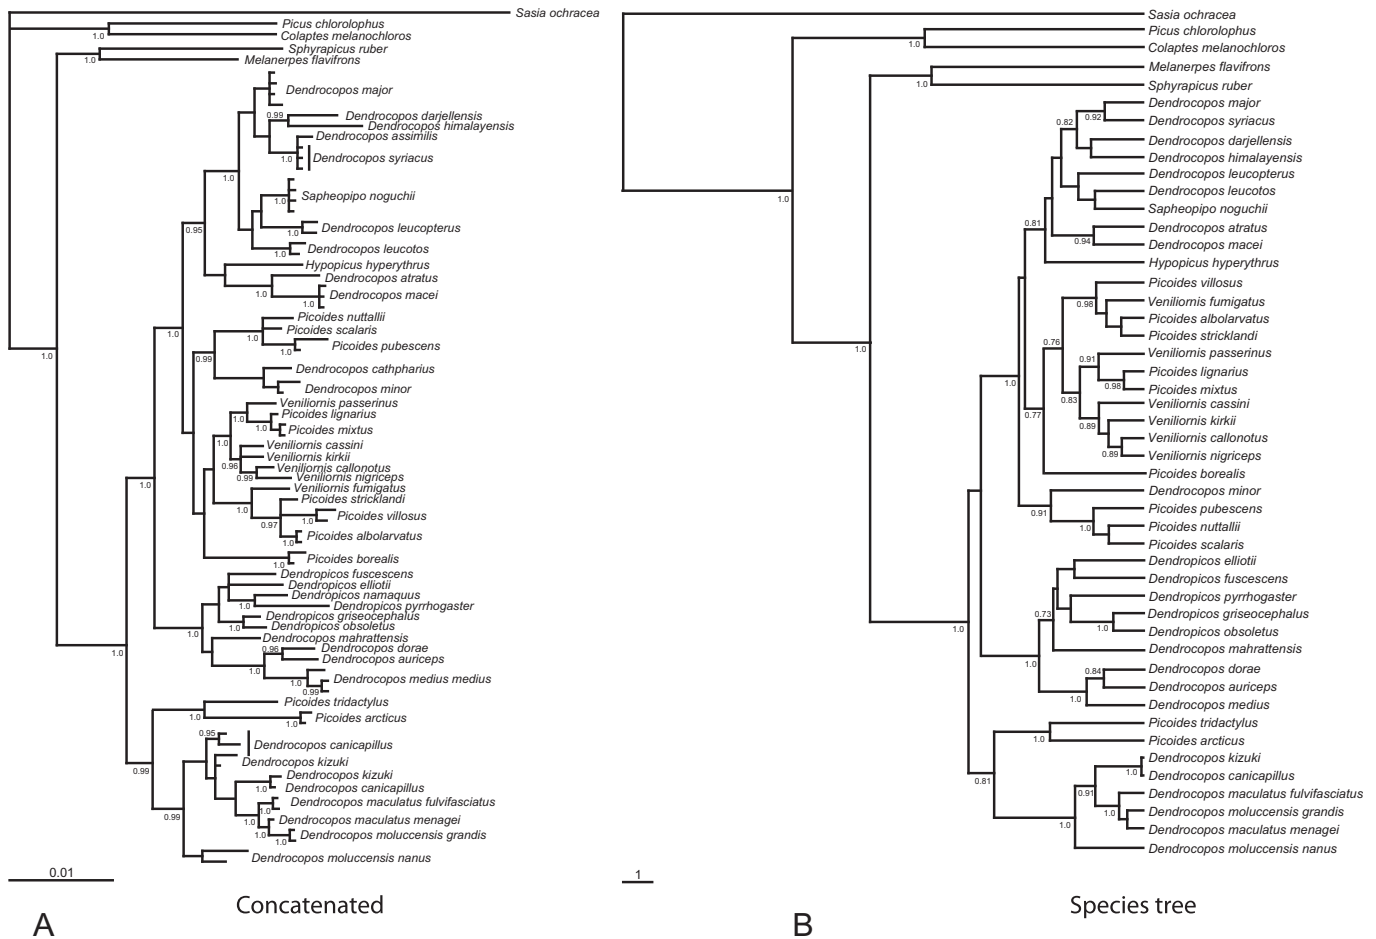 Sasia ochracea
Picus chlorolophus
1.0
Colaptes melanochloros
Sphyrapicus ruber
1.0
Melanerpes flavifrons
Dendrocopos major
0.99
Dendrocopos darjellensis
Dendrocopos himalayensis
Dendrocopos assimilis
1.0
Dendrocopos syriacus
1.0
Sapheopipo noguchii
1.0
Dendrocopos leucopterus
1.0
0.95
Dendrocopos leucotos
1.0
Hypopicus hyperythrus
Dendrocopos atratus
1.0
Dendrocopos macei
1.0
Picoides nuttallii
Picoides scalaris
1.0
1.0
Picoides pubescens
1.0
1.0
0.99
Dendrocopos cathpharius
Dendrocopos minor
Veniliornis passerinus
Picoides lignarius
1.0
1.0
Picoides mixtus
1.0
Veniliornis cassini
Veniliornis kirkii
0.96
Veniliornis callonotus
0.99
Veniliornis nigriceps
1.0
Veniliornis fumigatus
Picoides stricklandi
1.0
Picoides villosus
1.0
0.97
Picoides albolarvatus
1.0
Picoides borealis
1.0
Dendropicos fuscescens
Dendropicos elliotii
Dendropicos namaquus
1.0
Dendropicos pyrrhogaster
Dendropicos griseocephalus
1.0
Dendropicos obsoletus
1.0
Dendrocopos mahrattensis
0.96
Dendrocopos dorae
Dendrocopos auriceps
1.0
1.0
Dendrocopos medius medius
1.0
0.99
Picoides tridactylus
1.0
Picoides arcticus
1.0
0.95
Dendrocopos canicapillus
Dendrocopos kizuki
0.99
Dendrocopos kizuki
1.0
Dendrocopos canicapillus
Dendrocopos maculatus fulvifasciatus
1.0
0.99
1.0
Dendrocopos maculatus menagei
1.0
Dendrocopos moluccensis grandis
1.0
Dendrocopos moluccensis nanus
0.01
Concatenated
A
Sasia ochracea
Picus chlorolophus
1.0
Colaptes melanochloros
Melanerpes flavifrons
1.0
Sphyrapicus ruber
Dendrocopos major
0.92
0.82
Dendrocopos syriacus
Dendrocopos darjellensis
Dendrocopos himalayensis
Dendrocopos leucopterus
Dendrocopos leucotos
1.0
Sapheopipo noguchii
0.81
Dendrocopos atratus
0.94
Dendrocopos macei
Hypopicus hyperythrus
Picoides villosus
0.98
Veniliornis fumigatus
Picoides albolarvatus
Picoides stricklandi
0.76
1.0
Veniliornis passerinus
0.91
Picoides lignarius
1.0
0.98
Picoides mixtus
0.83
Veniliornis cassini
0.77
Veniliornis kirkii
0.89
Veniliornis callonotus
0.89
Veniliornis nigriceps
Picoides borealis
Dendrocopos minor
0.91
Picoides pubescens
1.0
Picoides nuttallii
Picoides scalaris
Dendropicos elliotii
Dendropicos fuscescens
Dendropicos pyrrhogaster
0.73
Dendropicos griseocephalus
1.0
1.0
Dendropicos obsoletus
Dendrocopos mahrattensis
1.0
Dendrocopos dorae
0.84
Dendrocopos auriceps
1.0
Dendrocopos medius
Picoides tridactylus
1.0
Picoides arcticus
Dendrocopos kizuki
1.0
0.81
Dendrocopos canicapillus
0.91
Dendrocopos maculatus fulvifasciatus
1.0
Dendrocopos moluccensis grandis
1.0
Dendrocopos maculatus menagei
Dendrocopos moluccensis nanus
1
Species tree
B